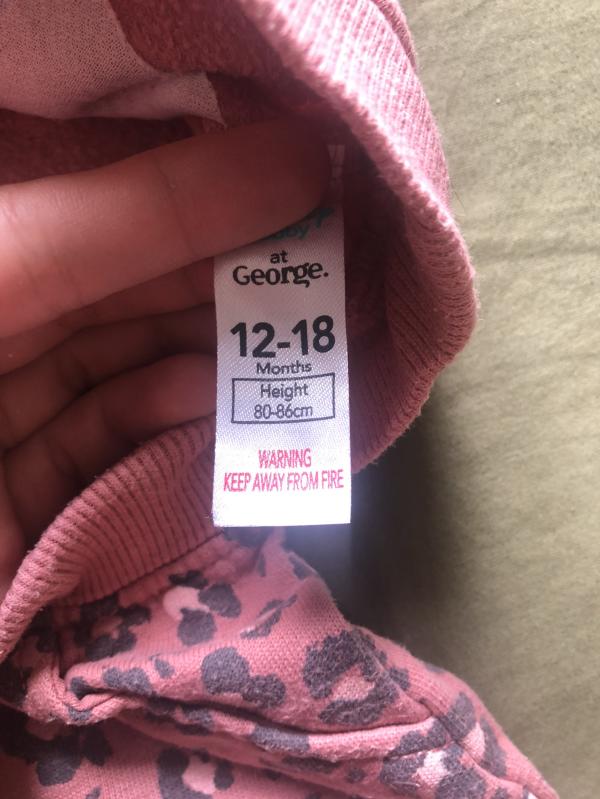 at
George.
12-18
Months
Height
80-86cm
WARNING
KEEP AWAY FROM FIRE